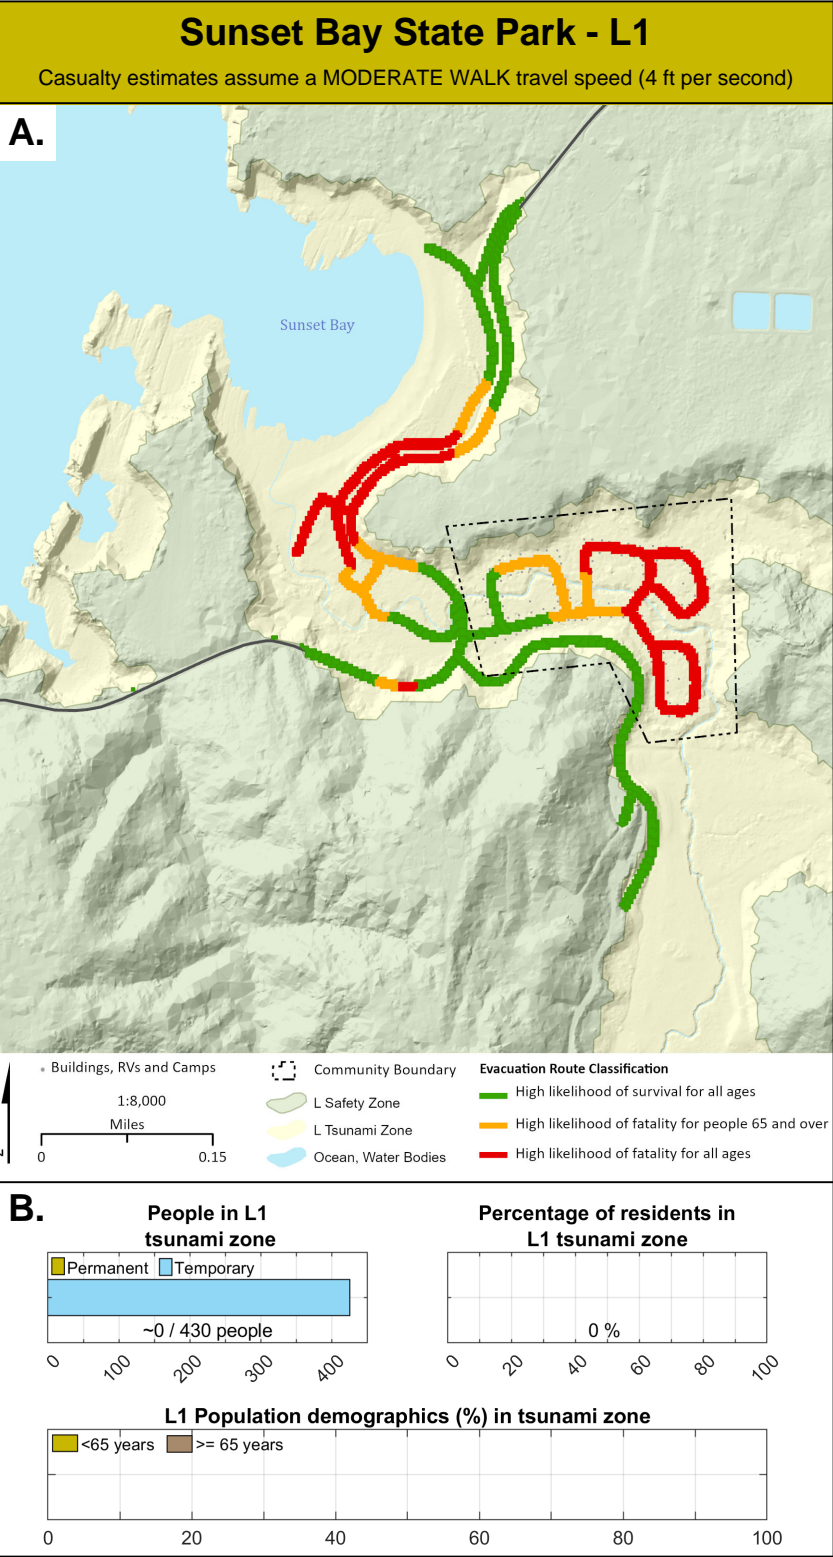 Sunset Bay State Park - L1
Casualty estimates assume a MODERATE WALK travel speed (4 ft per second)
A.
Sunset Bay
Buildings, RVs and Camps
1:8,000
Miles
0 0.15
Community Boundary
L Safety Zone
L Tsunami Zone
Ocean, Water Bodies
Evacuation Route Classification
High likelihood of survival for all ages
High likelihood of fatality for people 65 and over
High likelihood of fatality for all ages
B.
People in L1
tsunami zone
Permanent Temporary
~0 / 430 people
0 100 200 300 400
Percentage of residents in
L1 tsunami zone
0 %
0 20 40 60 80 100
L1 Population demographics (%) in tsunami zone
<65 years >= 65 years
0 20 40 60 80 100